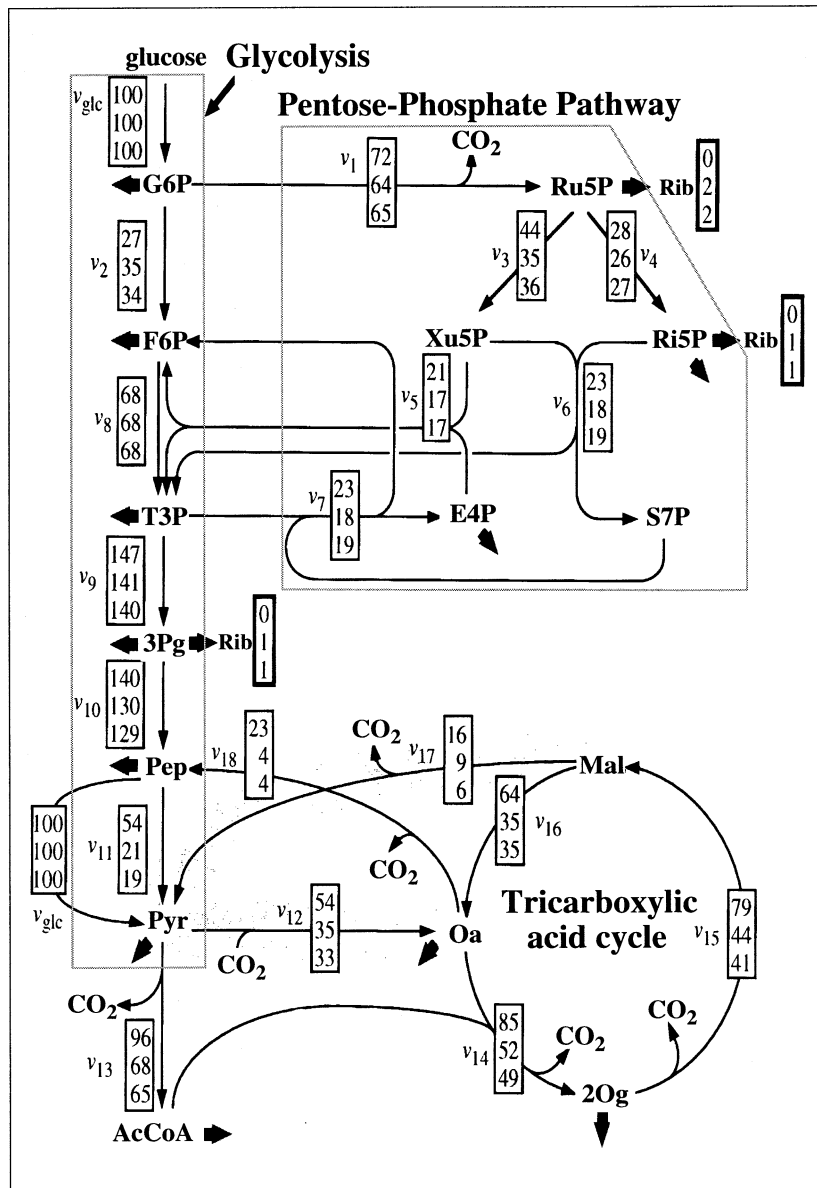 glucose
Glycolysis
Pentose-Phosphate Pathway
vglc
100
100
100
G6P
v1
72
64
65
CO2
Ru5P
Rib
0
2
2
v2
27
35
34
v3
44
35
36
28
26
27
v4
F6P
Xu5P
Ri5P
Rib
0
1
1
v8
68
68
68
v5
21
17
17
v6
23
18
19
T3P
v7
23
18
19
E4P
S7P
v9
147
141
140
3Pg
Rib
0
1
1
v10
140
130
129
Pep
v18
23
4
4
CO2
v17
16
9
6
Mal
100
100
100
vglc
v11
54
21
19
64
35
35
v16
CO2
Pyr
CO2
v12
54
35
33
Oa
Tricarboxylic
acid cycle
79
44
41
v15
CO2
v13
96
68
65
v14
85
52
49
CO2
CO2
2Og
AcCoA